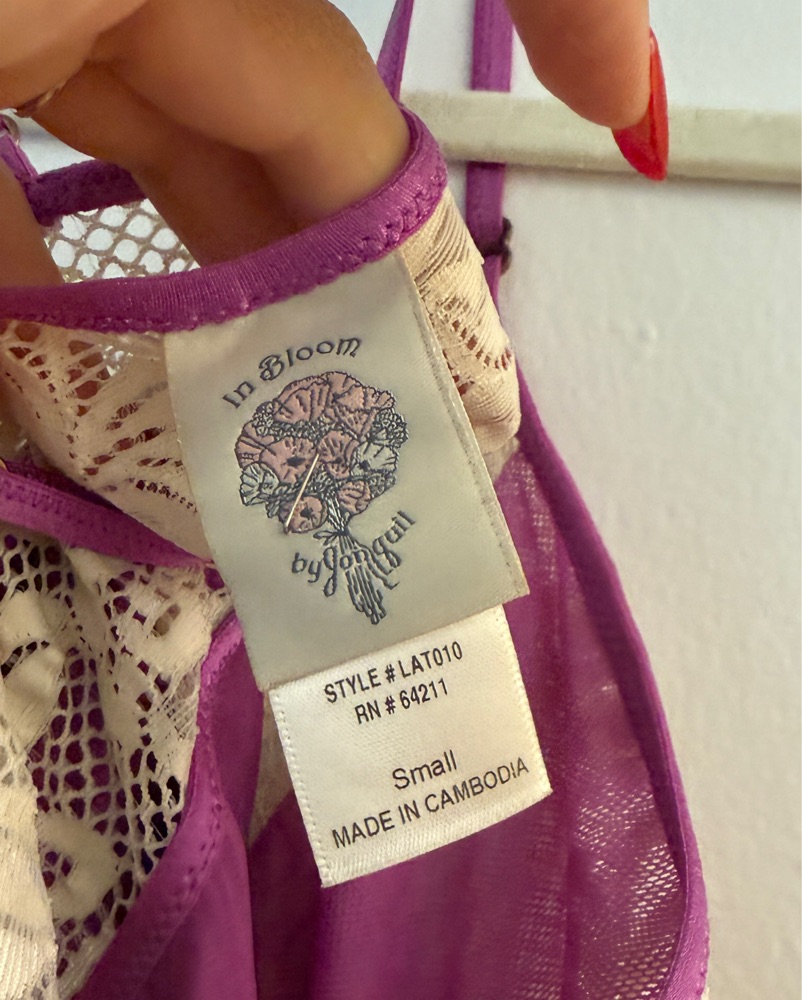 In Bloom
by Jonquil
STYLE # LAT010
RN # 64211
Small
MADE IN CAMBODIA